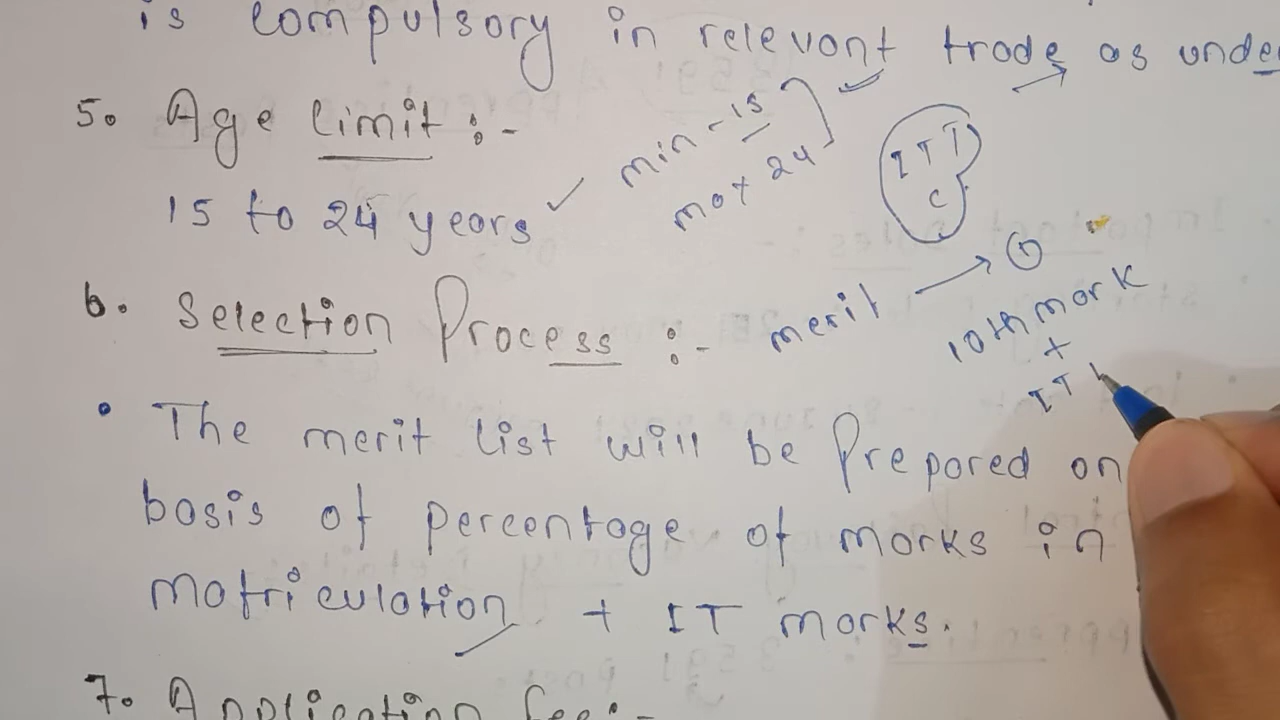 is compulsory in relevant trade as unde
5. Age limit :-
min - 15
max 24
ITI
C
15 to 24 years
6. Selection Process :- merit → 1
10th mark
+
IT
• The merit list will be Prepared on
basis of percentage of marks in
matriculation + IT marks.
7. Application fee:-